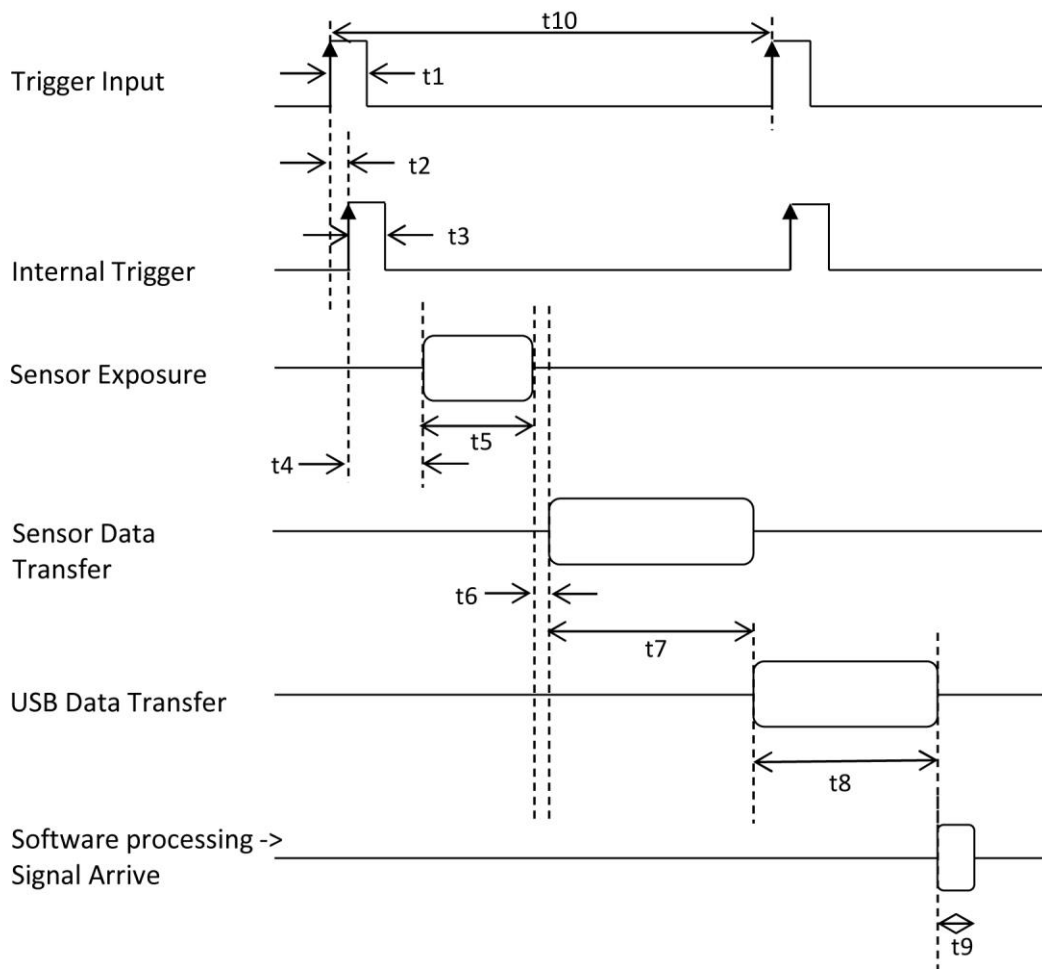 t10
Trigger Input
t1
t2
t3
Internal Trigger
Sensor Exposure
t5
t4
Sensor Data
Transfer
t6
t7
USB Data Transfer
t8
Software processing ->
Signal Arrive
t9